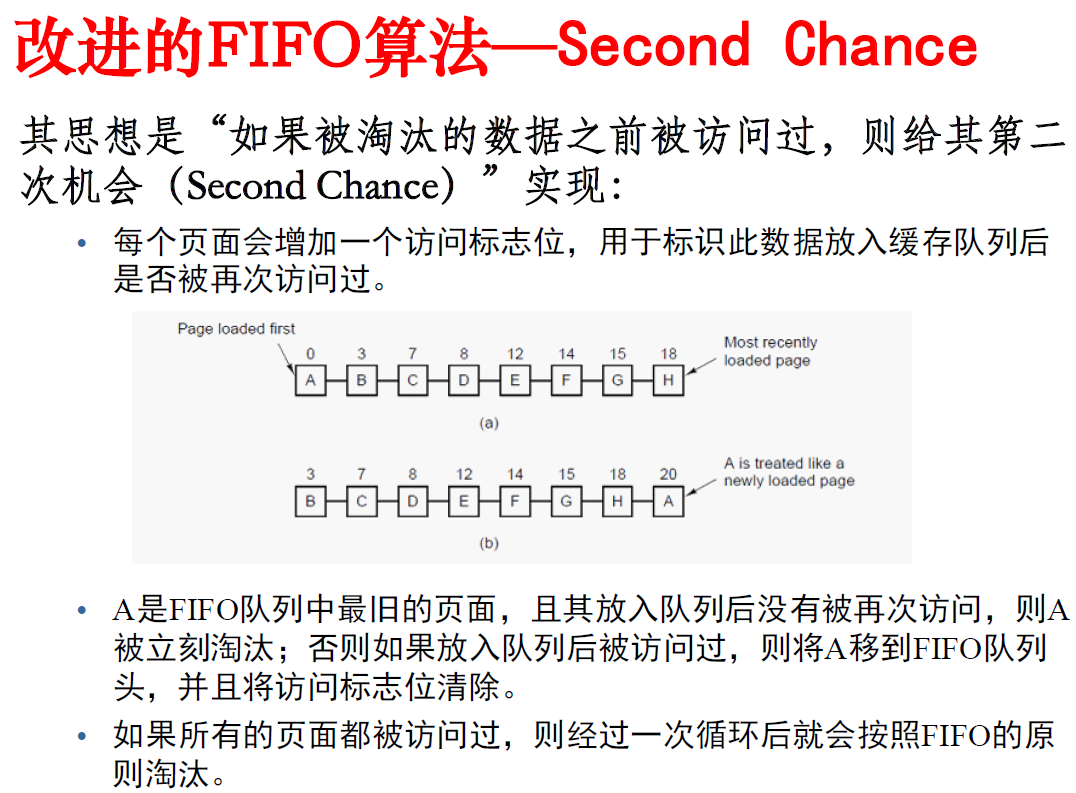 改进的FIFO算法—Second Chance
其思想是“如果被淘汰的数据之前被访问过，则给其第二
次机会（Second Chance）”实现：
• 每个页面会增加一个访问标志位，用于标识此数据放入缓存队列后
是否被再次访问过。
Page loaded first
Most recently
loaded page
0 3 7 8 12 14 15 18
A B C D E F G H
(a)
A is treated like a
newly loaded page
3 7 8 12 14 15 18 20
B C D E F G H A
(b)
• A是FIFO队列中最旧的页面，且其放入队列后没有被再次访问，则A
被立刻淘汰；否则如果放入队列后被访问过，则将A移到FIFO队列
头，并且将访问标志位清除。
• 如果所有的页面都被访问过，则经过一次循环后就会按照FIFO的原
则淘汰。